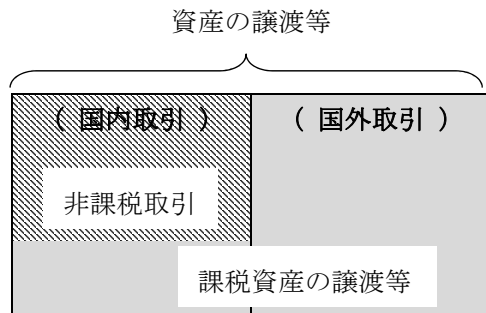 資産の譲渡等
（ 国内取引 ） （ 国外取引 ）
非課税取引
課税資産の譲渡等